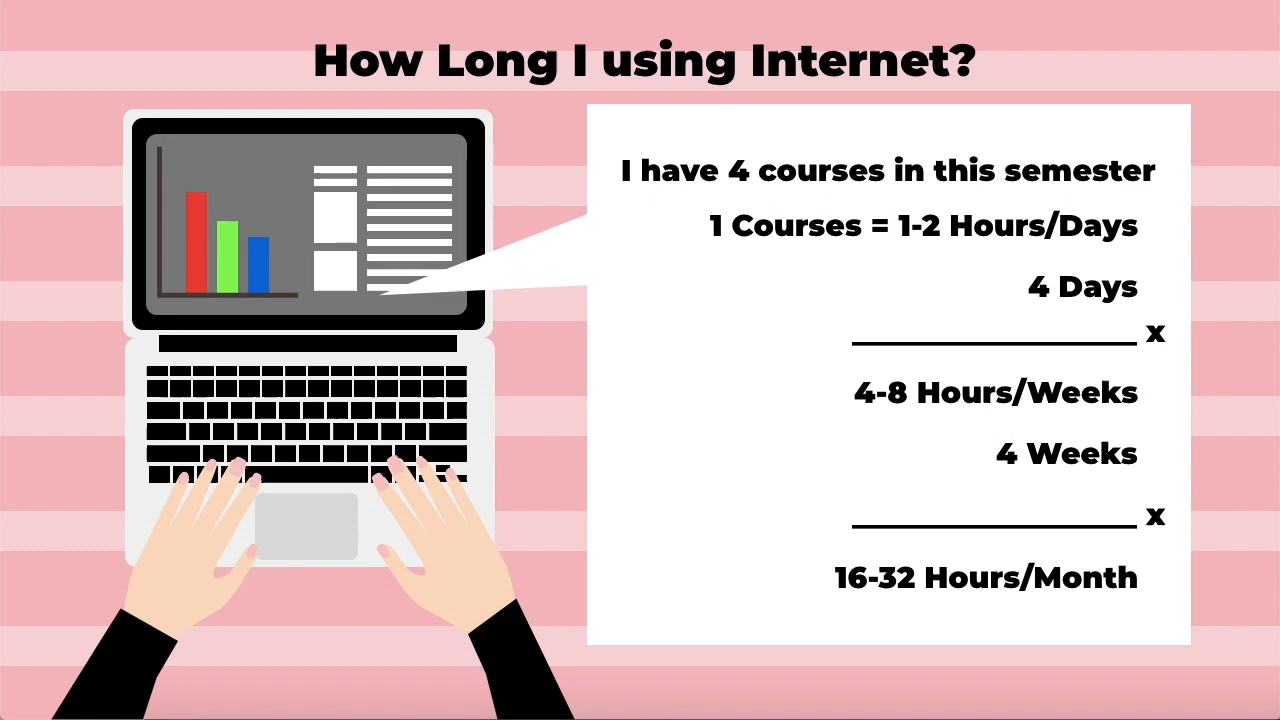 How Long I using Internet?
I have 4 courses in this semester
1 Courses = 1-2 Hours/Days
4 Days
x
4-8 Hours/Weeks
4 Weeks
x
16-32 Hours/Month